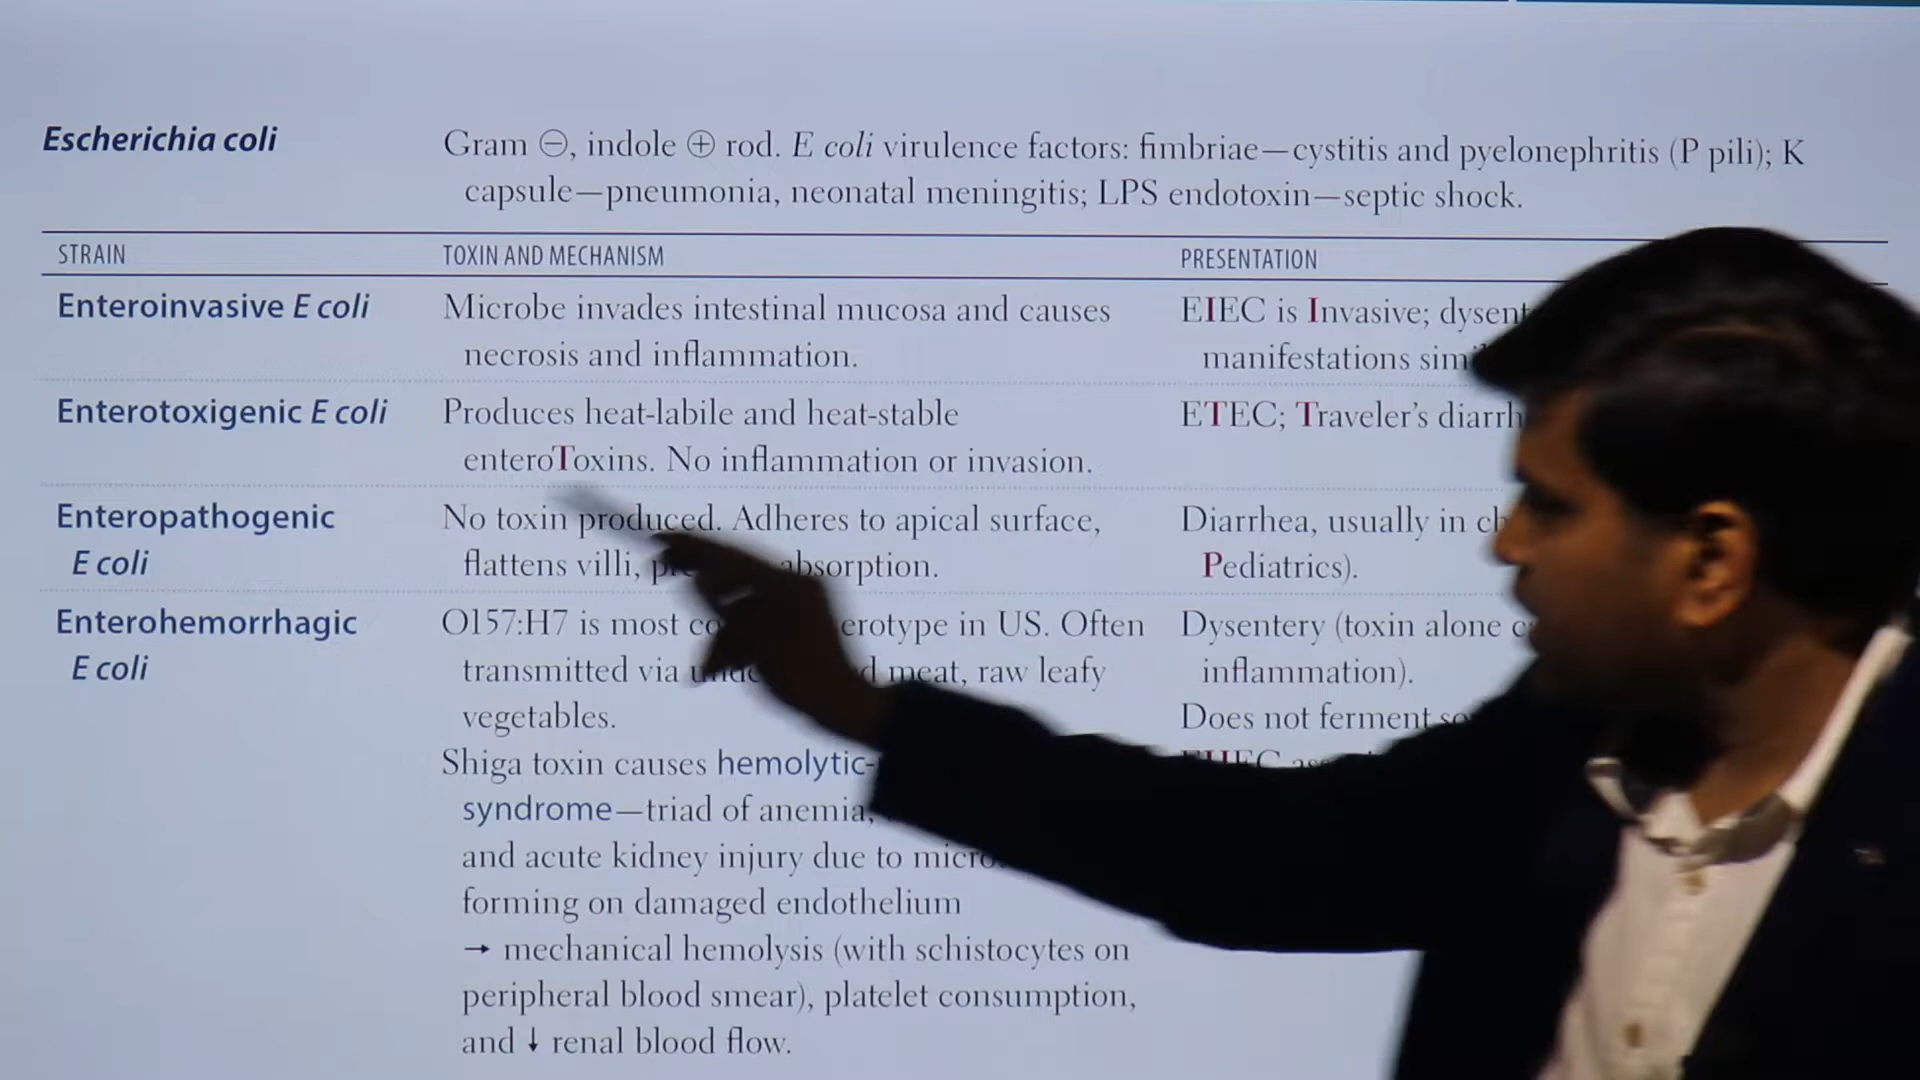 Escherichia coli
Gram ⊖, indole ⊕ rod. E coli virulence factors: fimbriae—cystitis and pyelonephritis (P pili); K
capsule—pneumonia, neonatal meningitis; LPS endotoxin—septic shock.
STRAIN
TOXIN AND MECHANISM
PRESENTATION
Enteroinvasive E coli
Microbe invades intestinal mucosa and causes
necrosis and inflammation.
EIEC is Invasive;
manifestations
Enterotoxigenic E coli
Produces heat-labile and heat-stable
enteroToxins. No inflammation or invasion.
ETEC; Traveler's
Enteropathogenic
E coli
No toxin produced. Adheres to apical surface,
flattens villi, absorption.
Diarrhea, usually in
Pediatrics).
Enterohemorrhagic
E coli
O157:H7 is most in US. Often
transmitted via meat, raw leafy
vegetables.
Shiga toxin causes hemolytic-
syndrome—triad of anemia,
and acute kidney injury due to
forming on damaged endothelium
→ mechanical hemolysis (with schistocytes on
peripheral blood smear), platelet consumption,
and ↓ renal blood flow.
Dysentery (toxin alone
inflammation).
Does not ferment
EHEC